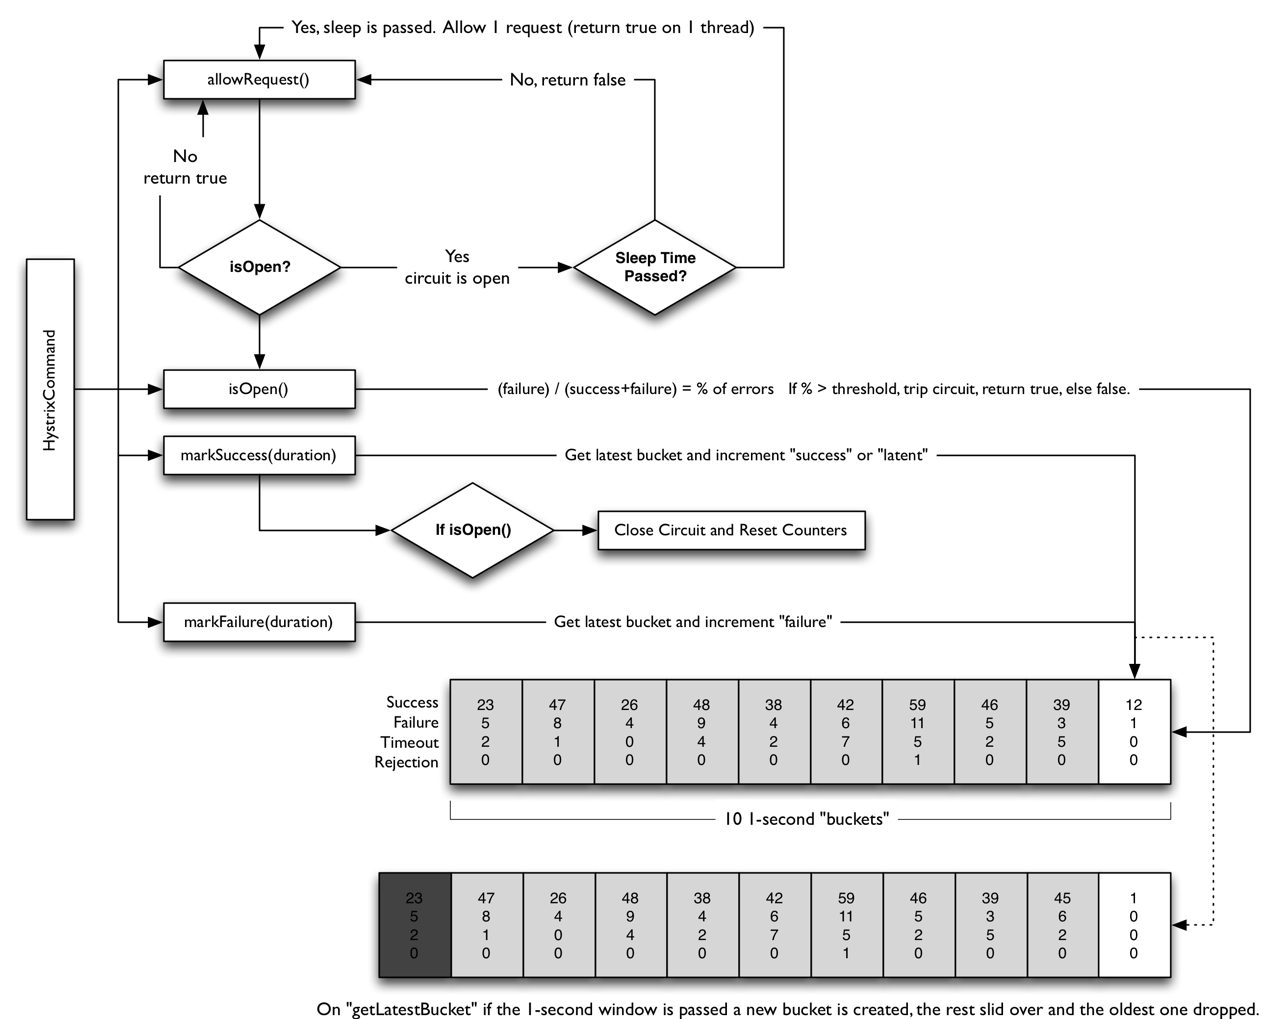 Yes, sleep is passed. Allow 1 request (return true on 1 thread)
allowRequest()
No, return false
No
return true
isOpen?
Yes
circuit is open
Sleep Time
Passed?
HystrixCommand
isOpen()
(failure) / (success+failure) = % of errors If % > threshold, trip circuit, return true, else false.
markSuccess(duration)
Get latest bucket and increment "success" or "latent"
If isOpen()
Close Circuit and Reset Counters
markFailure(duration)
Get latest bucket and increment "failure"
Success 23 47 26 48 38 42 59 46 39 12
Failure 5 8 4 9 4 6 11 5 3 1
Timeout 2 1 0 4 2 7 5 2 5 0
Rejection 0 0 0 0 0 0 1 0 0 0
10 1-second "buckets"
23 47 26 48 38 42 59 46 39 45 1
5 8 4 9 4 6 11 5 3 6 0
2 1 0 4 2 7 5 2 5 2 0
0 0 0 0 0 0 1 0 0 0 0
On "getLatestBucket" if the 1-second window is passed a new bucket is created, the rest slid over and the oldest one dropped.